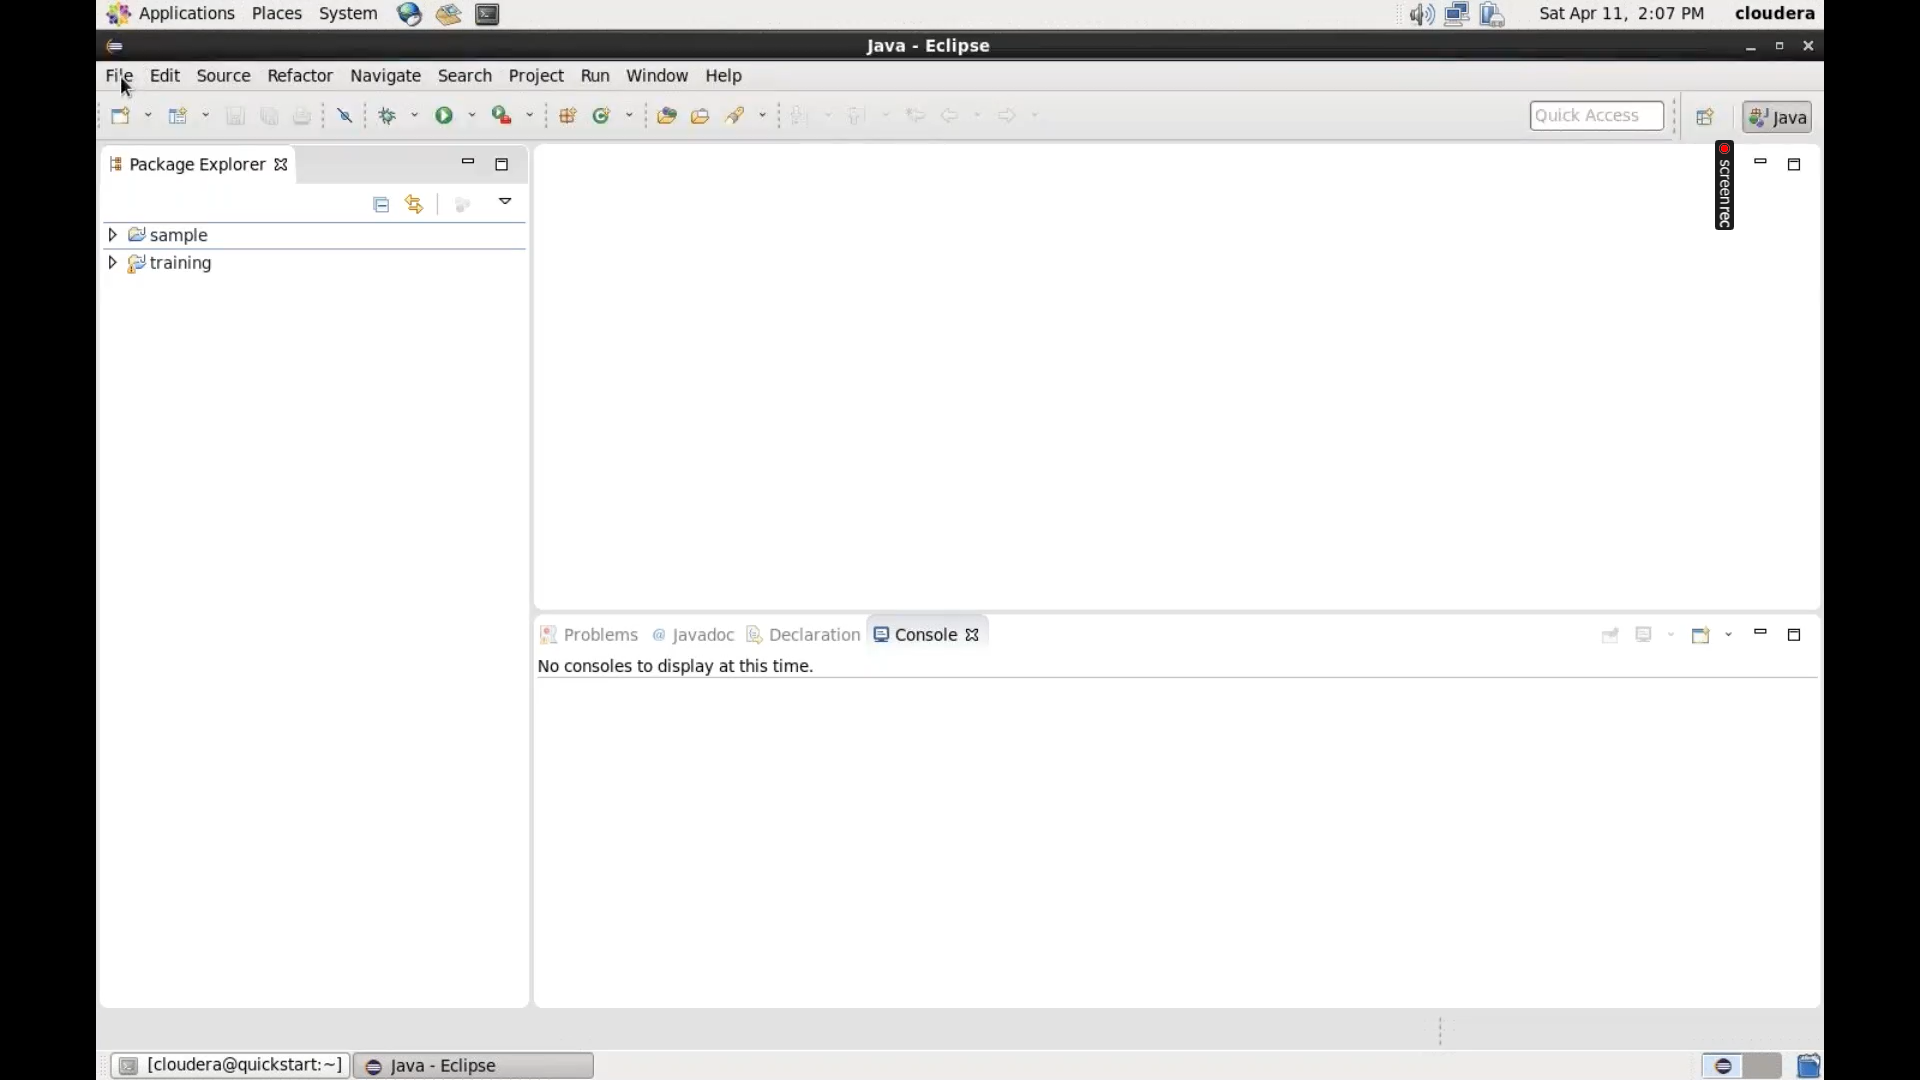 Applications Places System Sat Apr 11, 2:07 PM cloudera
Java - Eclipse
File Edit Source Refactor Navigate Search Project Run Window Help
Quick Access Java
Package Explorer
screenrec
sample
training
Problems @ Javadoc Declaration Console
No consoles to display at this time.
[cloudera@quickstart:~] Java - Eclipse